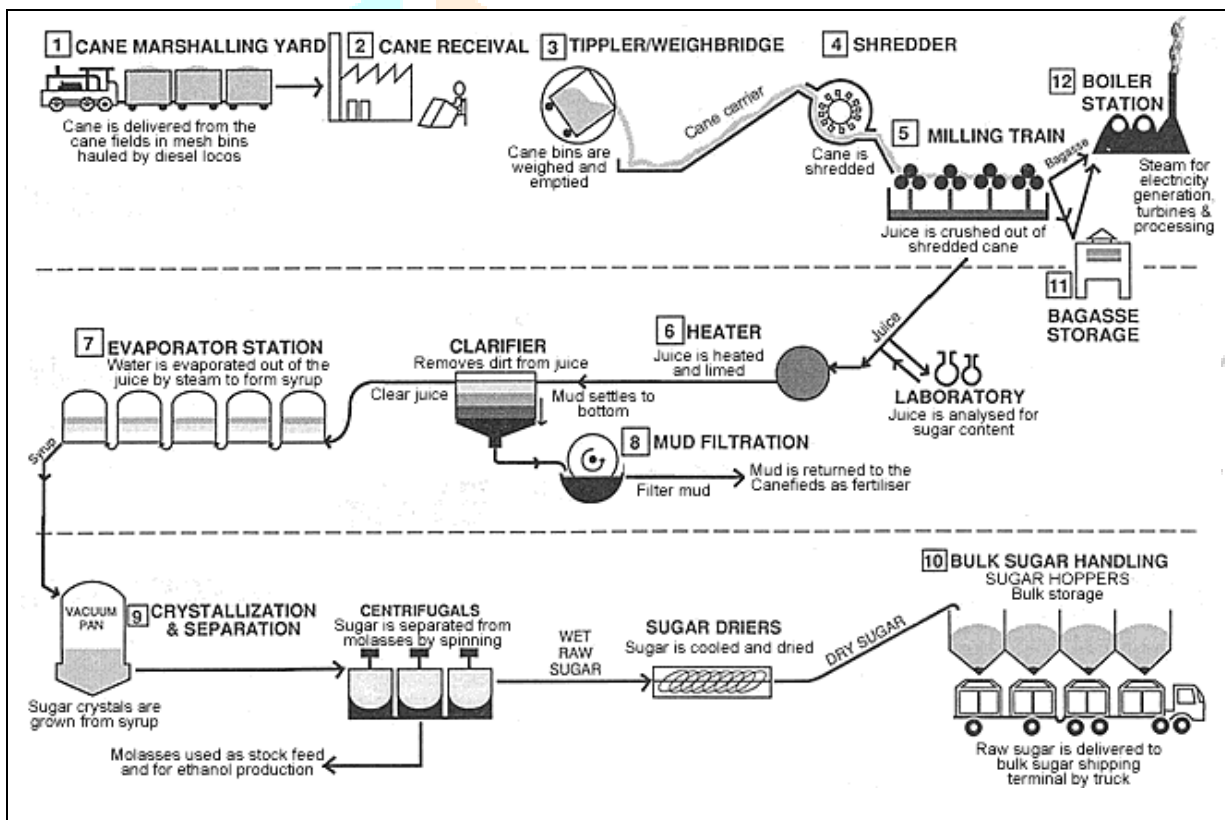 1 CANE MARSHALLING YARD
Cane is delivered from the
cane fields in mesh bins
hauled by diesel locos
2 CANE RECEIVAL
3 TIPPLER/WEIGHBRIDGE
Cane bins are
weighed and
emptied
Cane carrier
4 SHREDDER
Cane is
shredded
5 MILLING TRAIN
Juice is crushed out of
shredded cane
Bagasse
12 BOILER
STATION
Steam for
electricity
generation,
turbines &
processing
11
BAGASSE
STORAGE
Juice
LABORATORY
Juice is analysed for
sugar content
6 HEATER
Juice is heated
and limed
CLARIFIER
Removes dirt from juice
Mud settles to
bottom
Clear juice
8 MUD FILTRATION
Filter mud
Mud is returned to the
Canefieds as fertiliser
7 EVAPORATOR STATION
Water is evaporated out of the
juice by steam to form syrup
Syrup
VACUUM
PAN
9 CRYSTALLIZATION
& SEPARATION
Sugar crystals are
grown from syrup
CENTRIFUGALS
Sugar is separated from
molasses by spinning
Molasses used as stock feed
and for ethanol production
WET
RAW
SUGAR
SUGAR DRIERS
Sugar is cooled and dried
DRY SUGAR
10 BULK SUGAR HANDLING
SUGAR HOPPERS
Bulk storage
Raw sugar is delivered to
bulk sugar shipping
terminal by truck